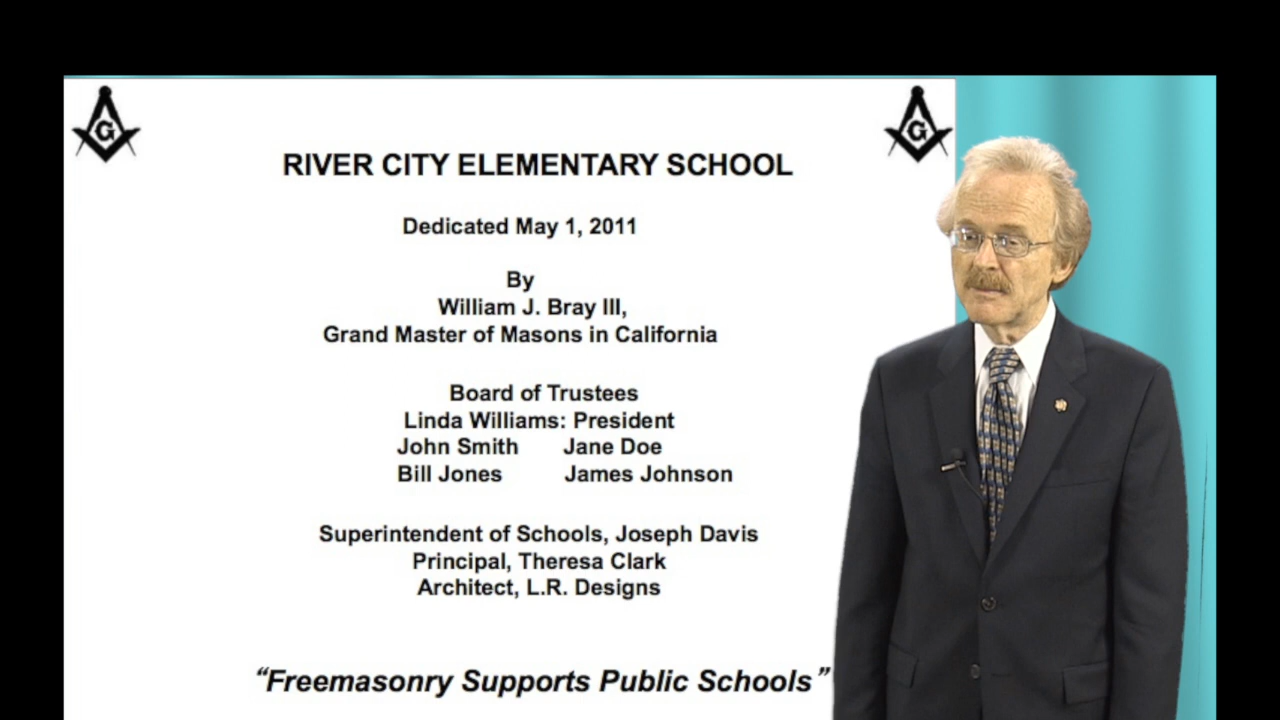 G G
RIVER CITY ELEMENTARY SCHOOL
Dedicated May 1, 2011
By
William J. Bray III,
Grand Master of Masons in California
Board of Trustees
Linda Williams: President
John Smith Jane Doe
Bill Jones James Johnson
Superintendent of Schools, Joseph Davis
Principal, Theresa Clark
Architect, L.R. Designs
“Freemasonry Supports Public Schools”